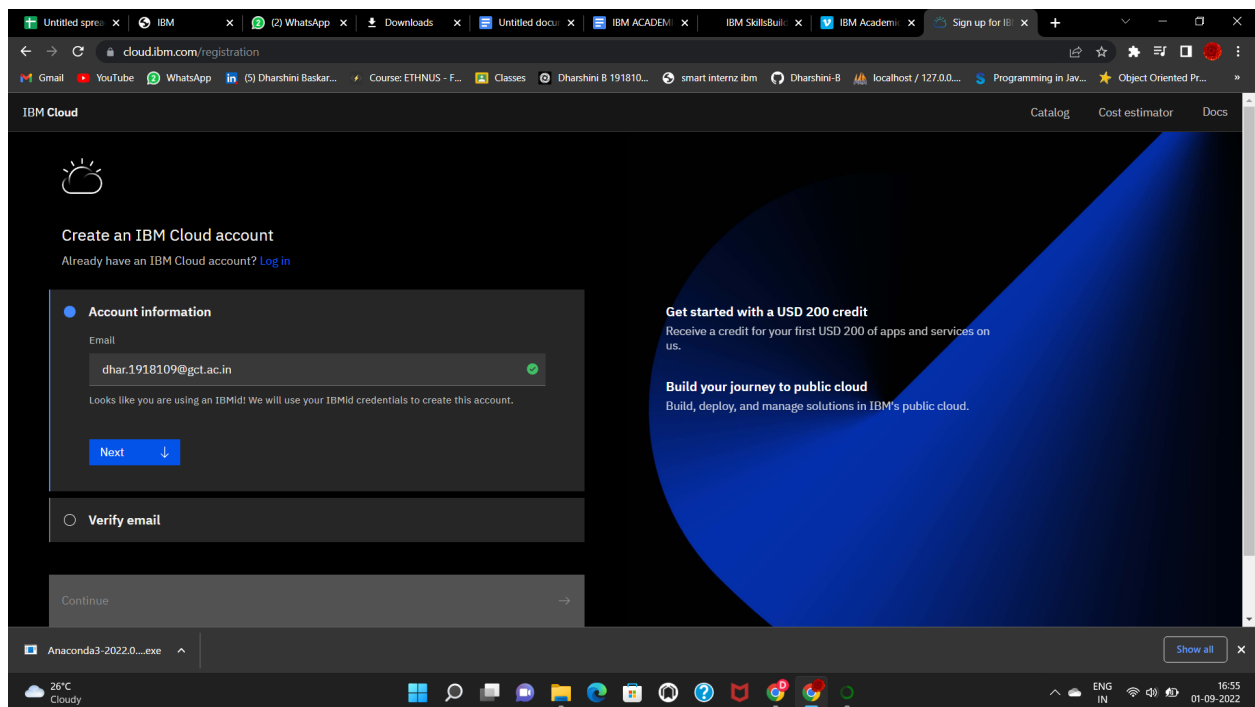 Untitled sprea
IBM
(2) WhatsApp
Downloads
Untitled docu
IBM ACADEMI
IBM SkillsBuild
IBM Academic
Sign up for IB
cloud.ibm.com/registration
Gmail
YouTube
WhatsApp
(5) Dharshini Baskar...
Course: ETHNUS - F...
Classes
Dharshini B 191810...
smart internz ibm
Dharshini-B
localhost / 127.0.0....
Programming in Jav...
Object Oriented Pr...
»
IBM Cloud
Catalog
Cost estimator
Docs
Create an IBM Cloud account
Already have an IBM Cloud account? Log in
Account information
Email
dhar.1918109@gct.ac.in
Looks like you are using an IBMid! We will use your IBMid credentials to create this account.
Next
Verify email
Continue
Get started with a USD 200 credit
Receive a credit for your first USD 200 of apps and services on
us.
Build your journey to public cloud
Build, deploy, and manage solutions in IBM's public cloud.
Anaconda3-2022.0....exe
Show all
26°C
Cloudy
ENG
IN
16:55
01-09-2022